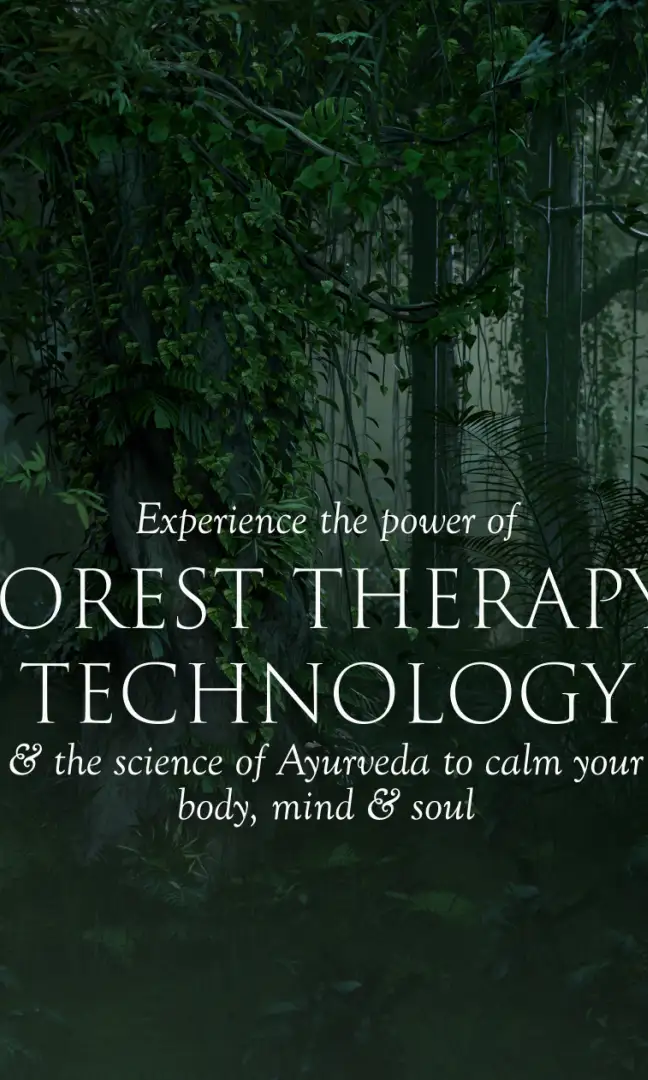 Experience the power of
OREST THERAPY
TECHNOLOGY
& the science of Ayurveda to calm your
body, mind & soul